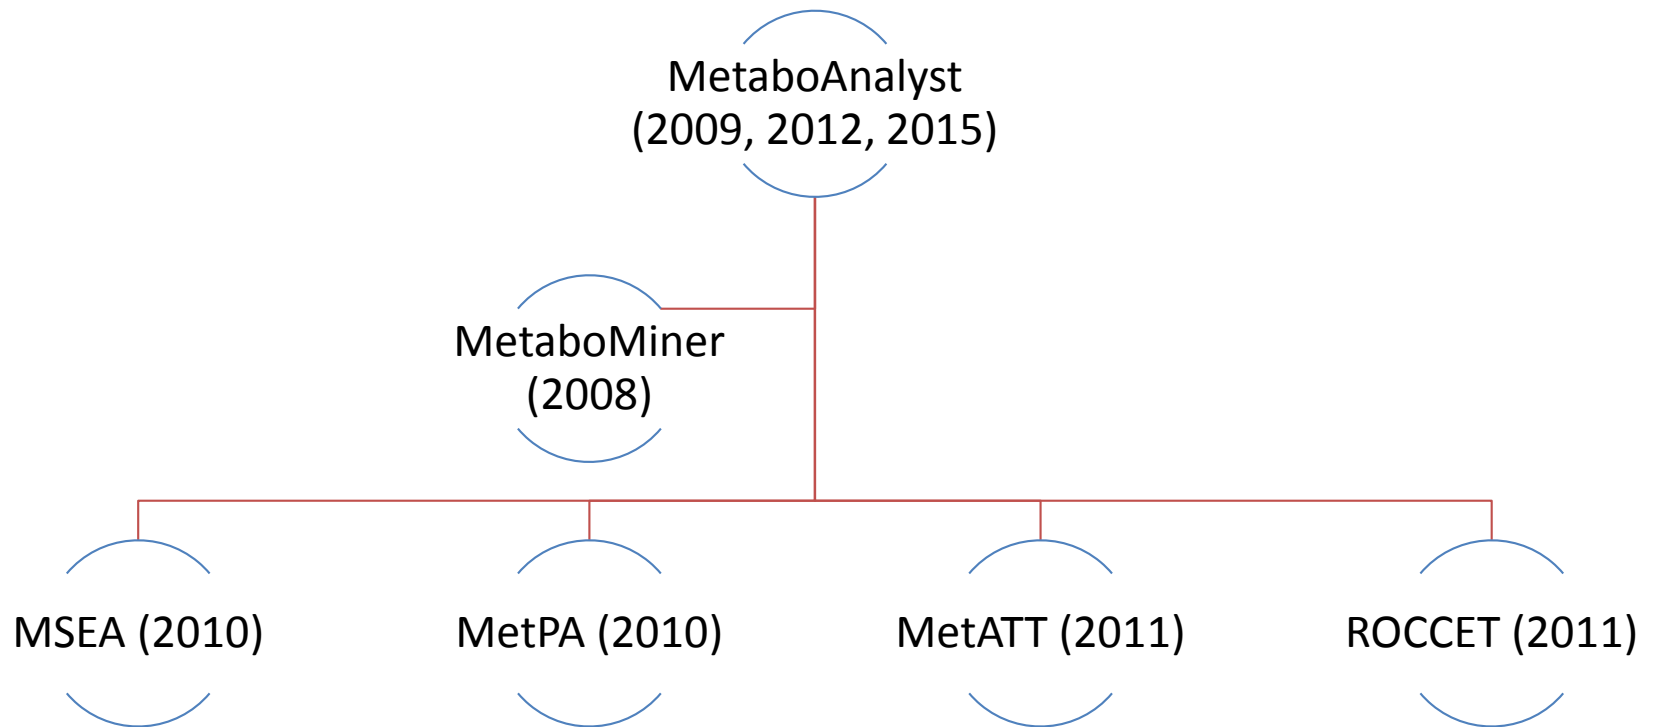 MetaboAnalyst
(2009, 2012, 2015)
MetaboMiner
(2008)
MSEA (2010)
MetPA (2010)
MetATT (2011)
ROCCET (2011)